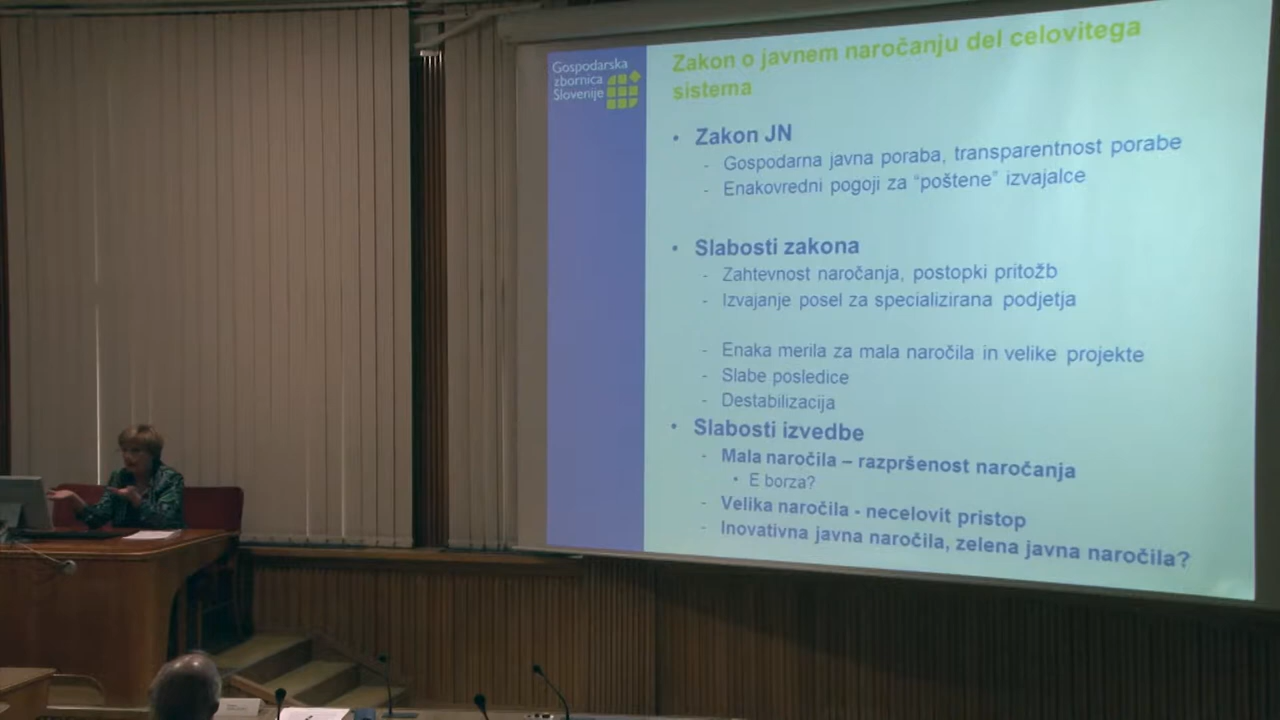 Gospodarska
zbornica
Slovenije
Zakon o javnem naročanju del celovitega
sistema
• Zakon JN
- Gospodarna javna poraba, transparentnost porabe
- Enakovredni pogoji za “poštene” izvajalce
• Slabosti zakona
- Zahtevnost naročanja, postopki pritožb
- Izvajanje posel za specializirana podjetja
- Enaka merila za mala naročila in velike projekte
- Slabe posledice
- Destabilizacija
• Slabosti izvedbe
- Mala naročila – razpršenost naročanja
• E borza?
- Velika naročila - necelovit pristop
- Inovativna javna naročila, zelena javna naročila?